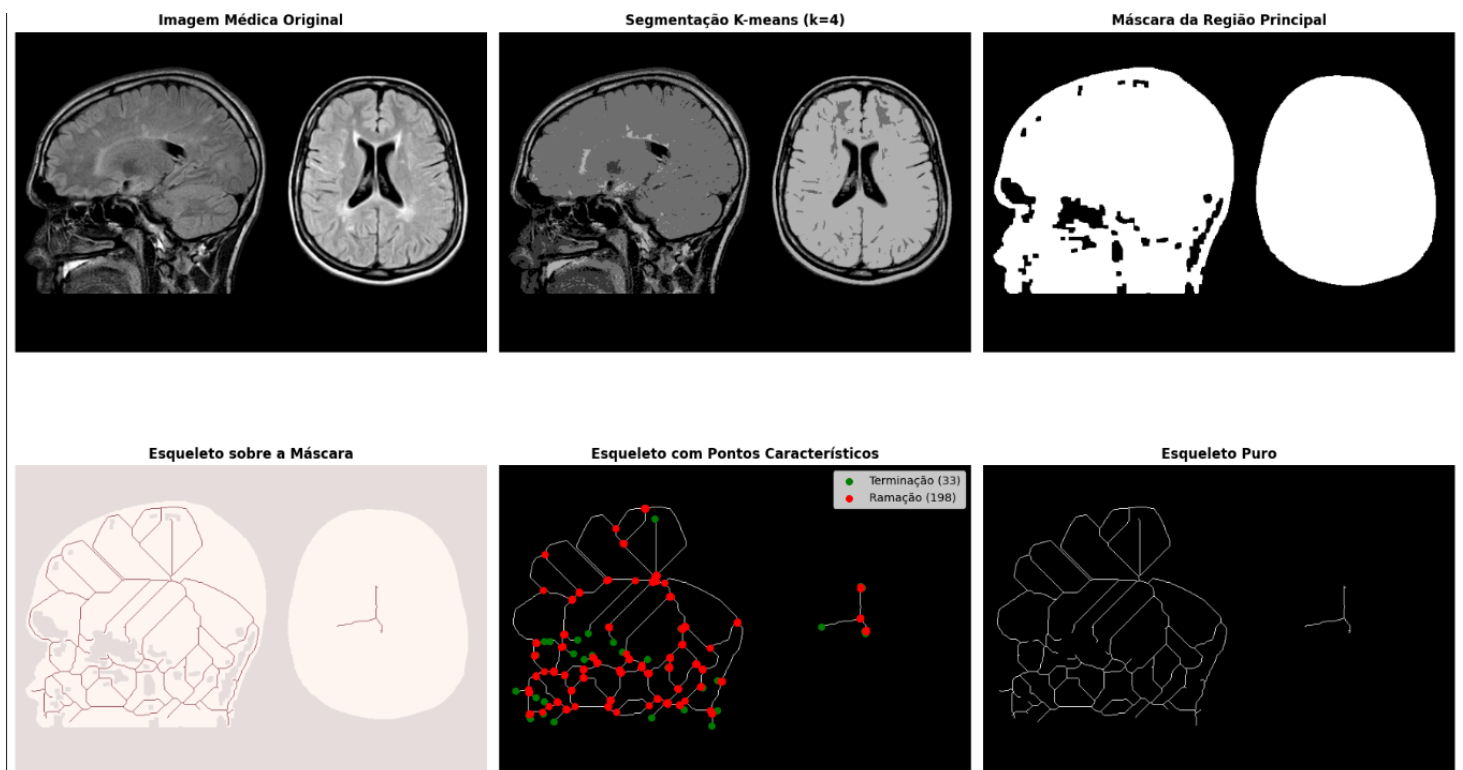 Imagem Médica Original
Segmentação K-means (k=4)
Máscara da Região Principal
Esqueleto sobre a Máscara
Esqueleto com Pontos Característicos
Esqueleto Puro
Terminação (33)
Ramação (198)